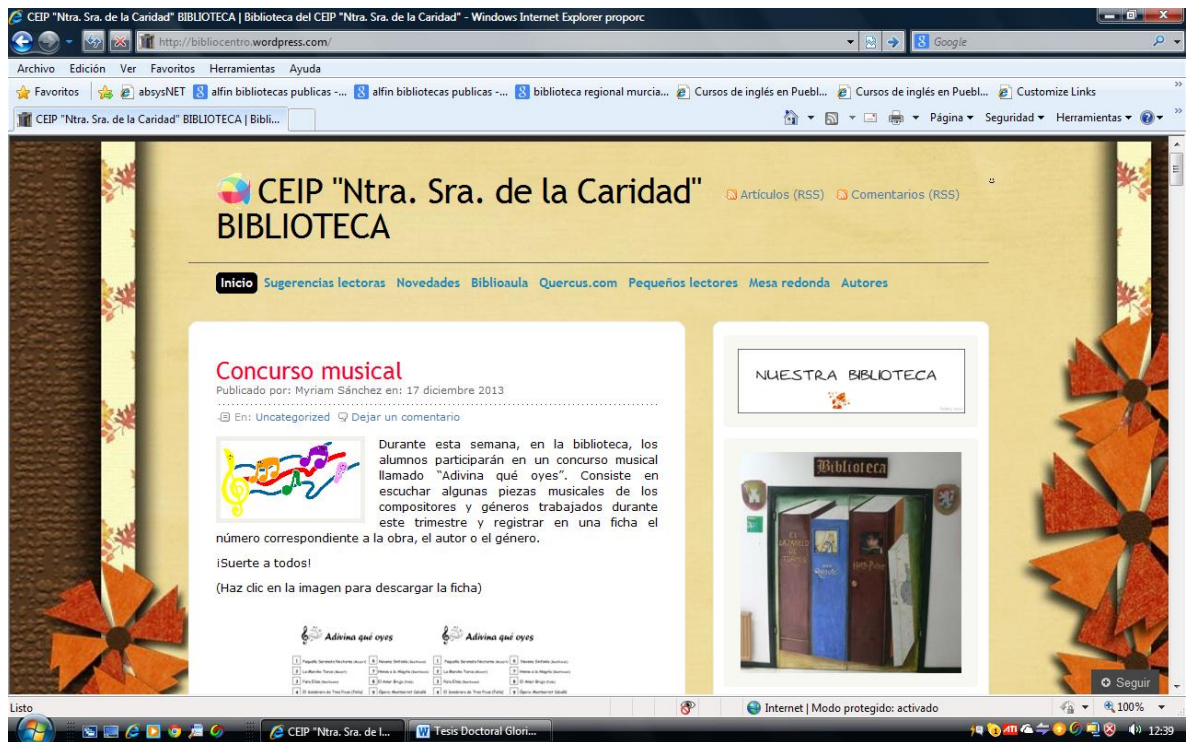 CEIP "Ntra. Sra. de la Caridad" BIBLIOTECA | Biblioteca del CEIP "Ntra. Sra. de la Caridad" - Windows Internet Explorer proporc
http://bibliocentro.wordpress.com/
Google
Archivo Edición Ver Favoritos Herramientas Ayuda
Favoritos absysNET alfin bibliotecas publicas -... alfin bibliotecas publicas -... biblioteca regional murcia... Cursos de inglés en Puebl... Cursos de inglés en Puebl... Customize Links
CEIP "Ntra. Sra. de la Caridad" BIBLIOTECA | Bibli...
Página Seguridad Herramientas
CEIP "Ntra. Sra. de la Caridad"
BIBLIOTECA
Artículos (RSS) Comentarios (RSS)
Inicio Sugerencias lectoras Novedades Biblioaula Quercus.com Pequeños lectores Mesa redonda Autores
Concurso musical
Publicado por: Myriam Sánchez en: 17 diciembre 2013
En: Uncategorized Dejar un comentario
Durante esta semana, en la biblioteca, los
alumnos participarán en un concurso musical
llamado "Adivina qué oyes". Consiste en
escuchar algunas piezas musicales de los
compositores y géneros trabajados durante
este trimestre y registrar en una ficha el
número correspondiente a la obra, el autor o el género.
¡Suerte a todos!
(Haz clic en la imagen para descargar la ficha)
Adivina qué oyes Adivina qué oyes
NUESTRA BIBLIOTECA
Biblioteca
EL
LAZARILLO
DE
TORMES
Harry Potter
Seguir
Listo
Internet | Modo protegido: activado
100%
CEIP "Ntra. Sra. de l...
Tesis Doctoral Glori...
12:39